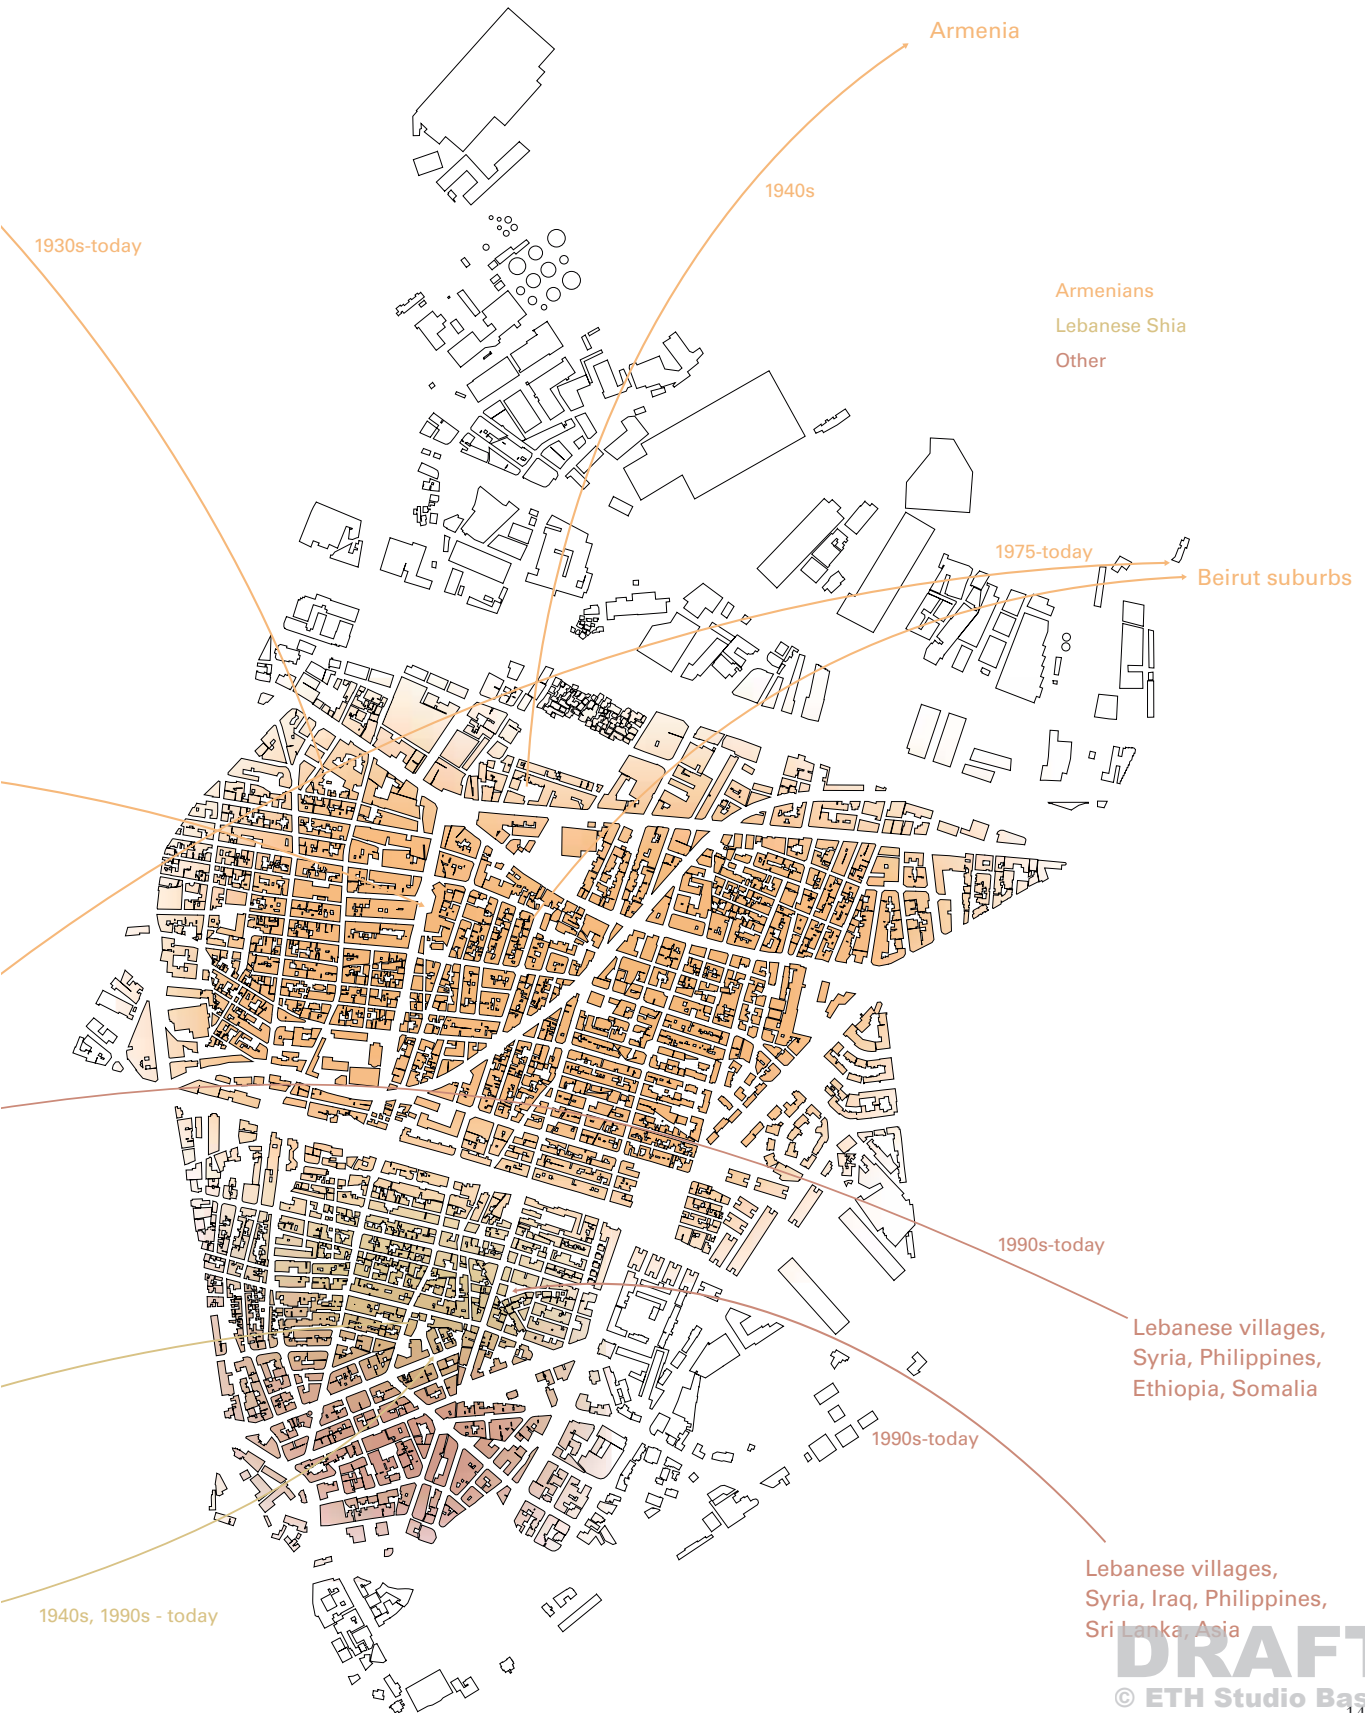 Armenia
1940s
1930s-today
Armenians
Lebanese Shia
Other
1975-today
Beirut suburbs
1990s-today
Lebanese villages,
Syria, Philippines,
Ethiopia, Somalia
1990s-today
Lebanese villages,
Syria, Iraq, Philippines,
Sri Lanka, Asia
1940s, 1990s - today
DRAFT
© ETH Studio Bas
14